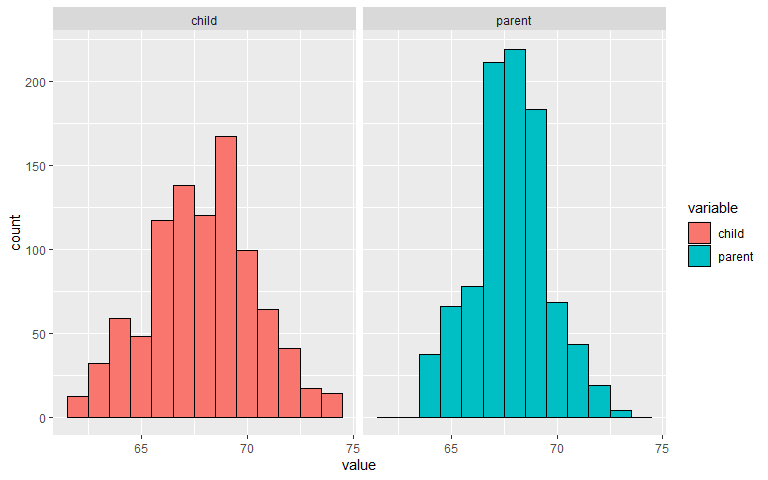 child parent
200
150
100
50
0
count
65 70 75 65 70 75
value
variable
child
parent